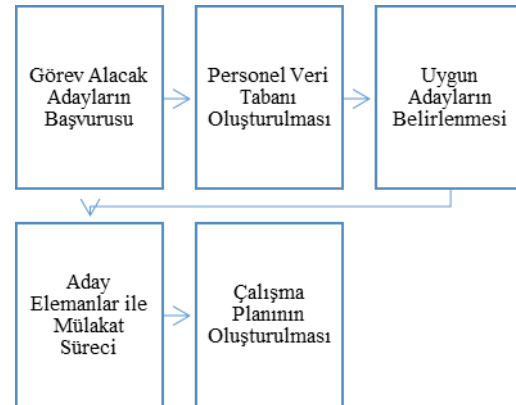 Görev Alacak
Adayların
Başvurusu
Personel Veri
Tabanı
Oluşturulması
Uygun
Adayların
Belirlenmesi
Aday
Elemanlar ile
Mülakat
Süreci
Çalışma
Planının
Oluşturulması